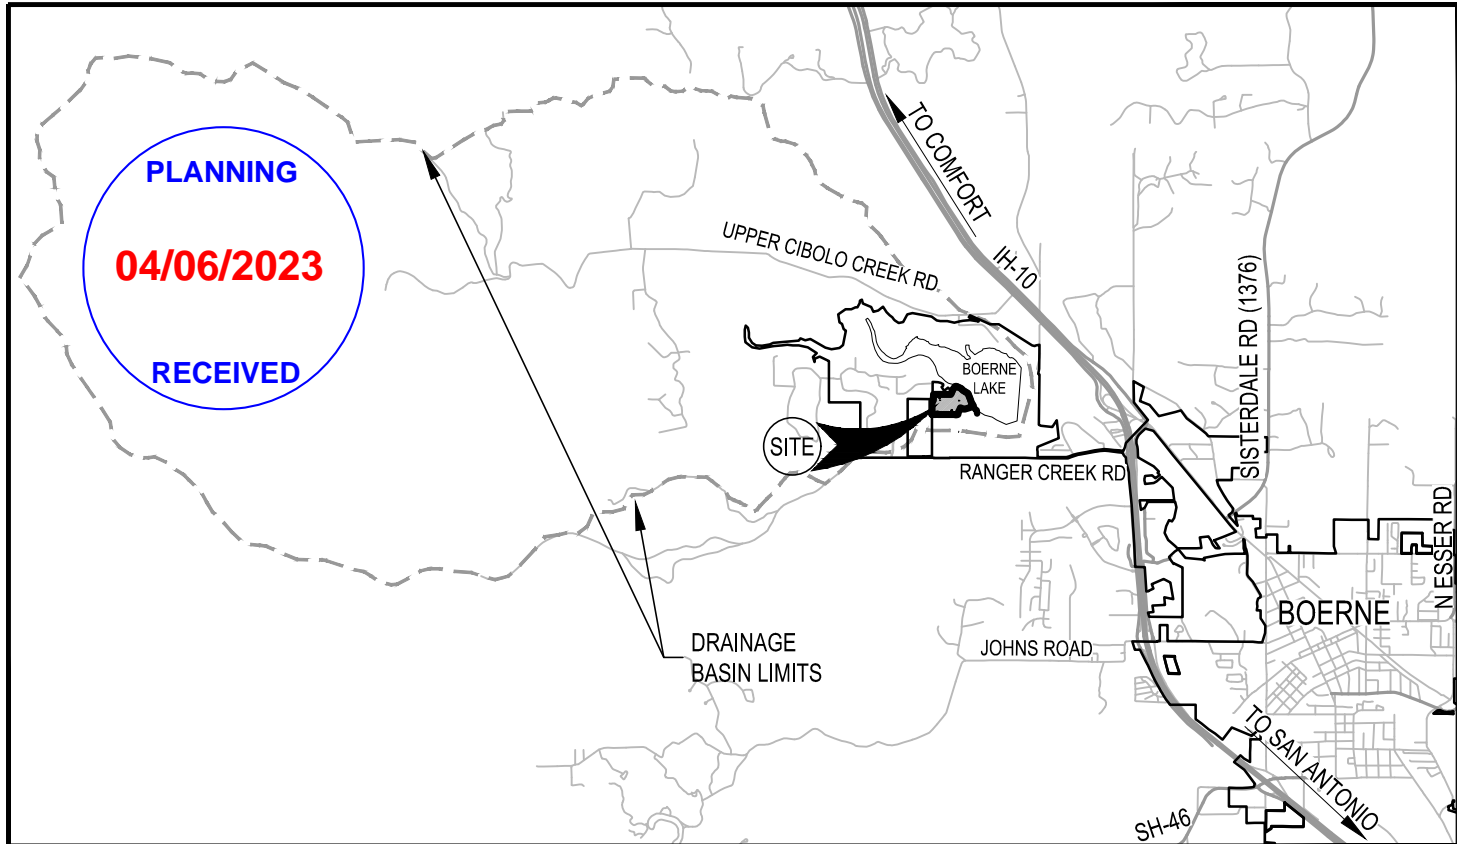 PLANNING
04/06/2023
RECEIVED
TO COMFORT
UPPER CIBOLO CREEK RD
IH-10
SISTERDALE RD (1376)
BOERNE
LAKE
SITE
RANGER CREEK RD
N ESSER RD
BOERNE
DRAINAGE
BASIN LIMITS
JOHNS ROAD
TO SAN ANTONIO
SH-46